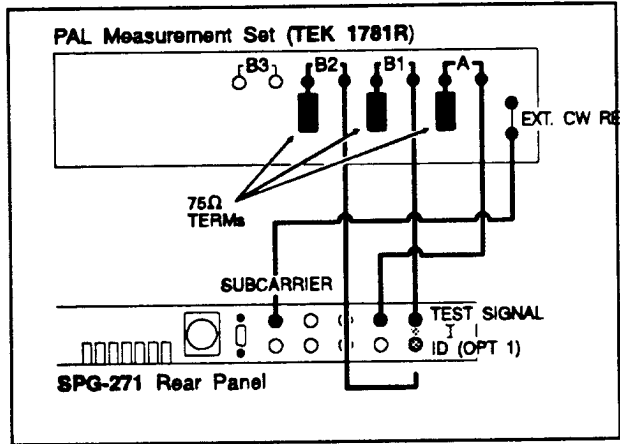 PAL Measurement Set (TEK 1781R)
B3 B2 B1 A
EXT. CW RE
75Ω
TERMs
SUBCARRIER
TEST SIGNAL
ID (OPT 1)
SPG-271 Rear Panel